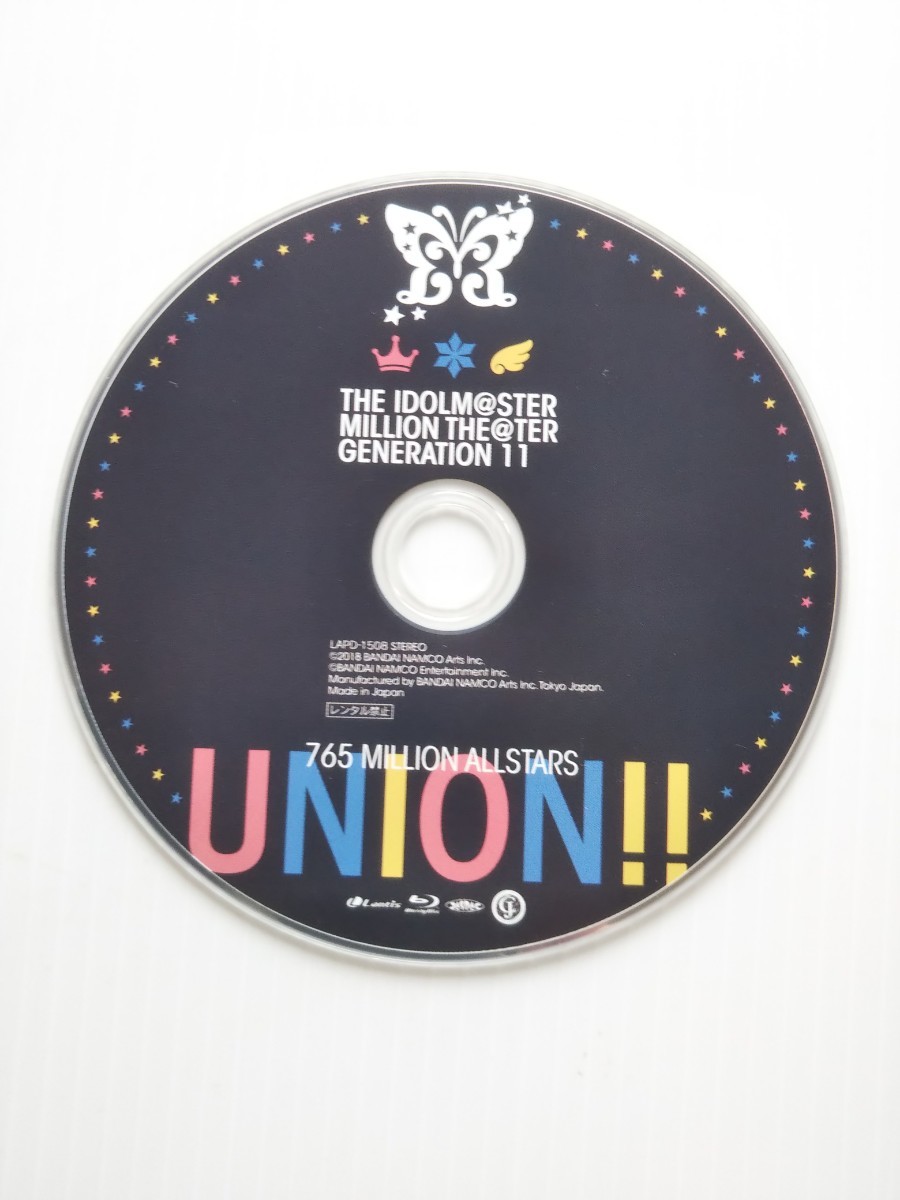 THE IDOLM@STER
MILLION THE@TER
GENERATION 11
LAPD-1508 STEREO
©2018 BANDAI NAMCO Arts Inc.
©BANDAI NAMCO Entertainment Inc.
Manufactured by BANDAI NAMCO Arts Inc. Tokyo Japan.
Made in Japan
レンタル禁止
765 MILLION ALLSTARS
UNION!!
Lantis